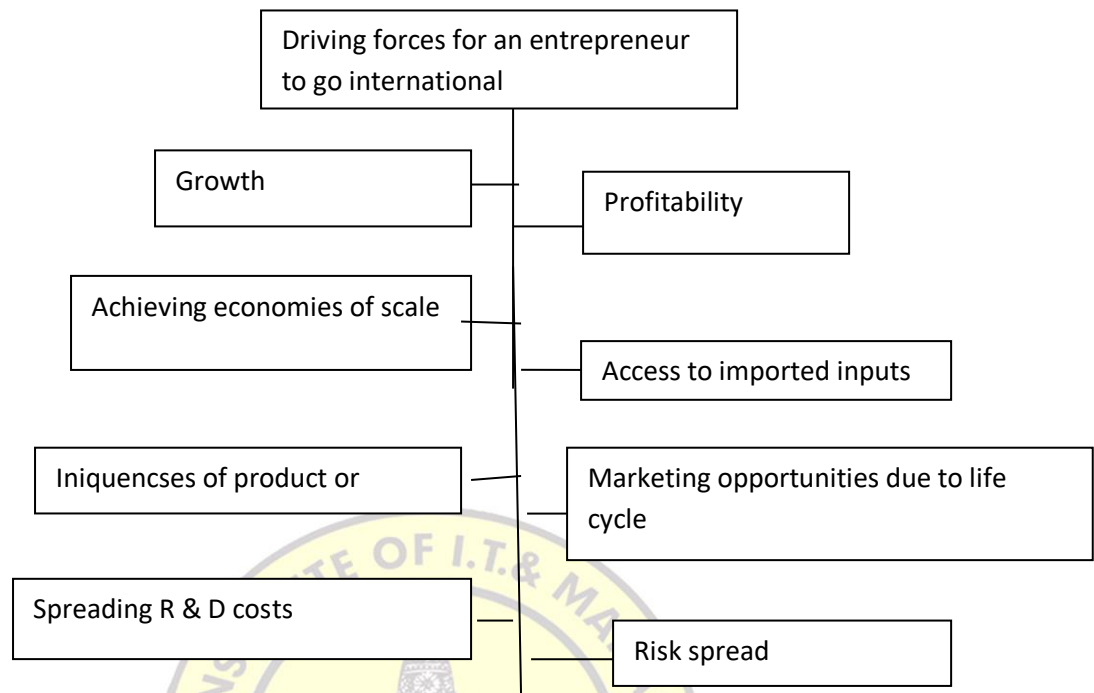 Driving forces for an entrepreneur
to go international
Growth
Profitability
Achieving economies of scale
Access to imported inputs
Iniquencses of product or
Marketing opportunities due to life
cycle
Spreading R & D costs
Risk spread
OF I.T.&